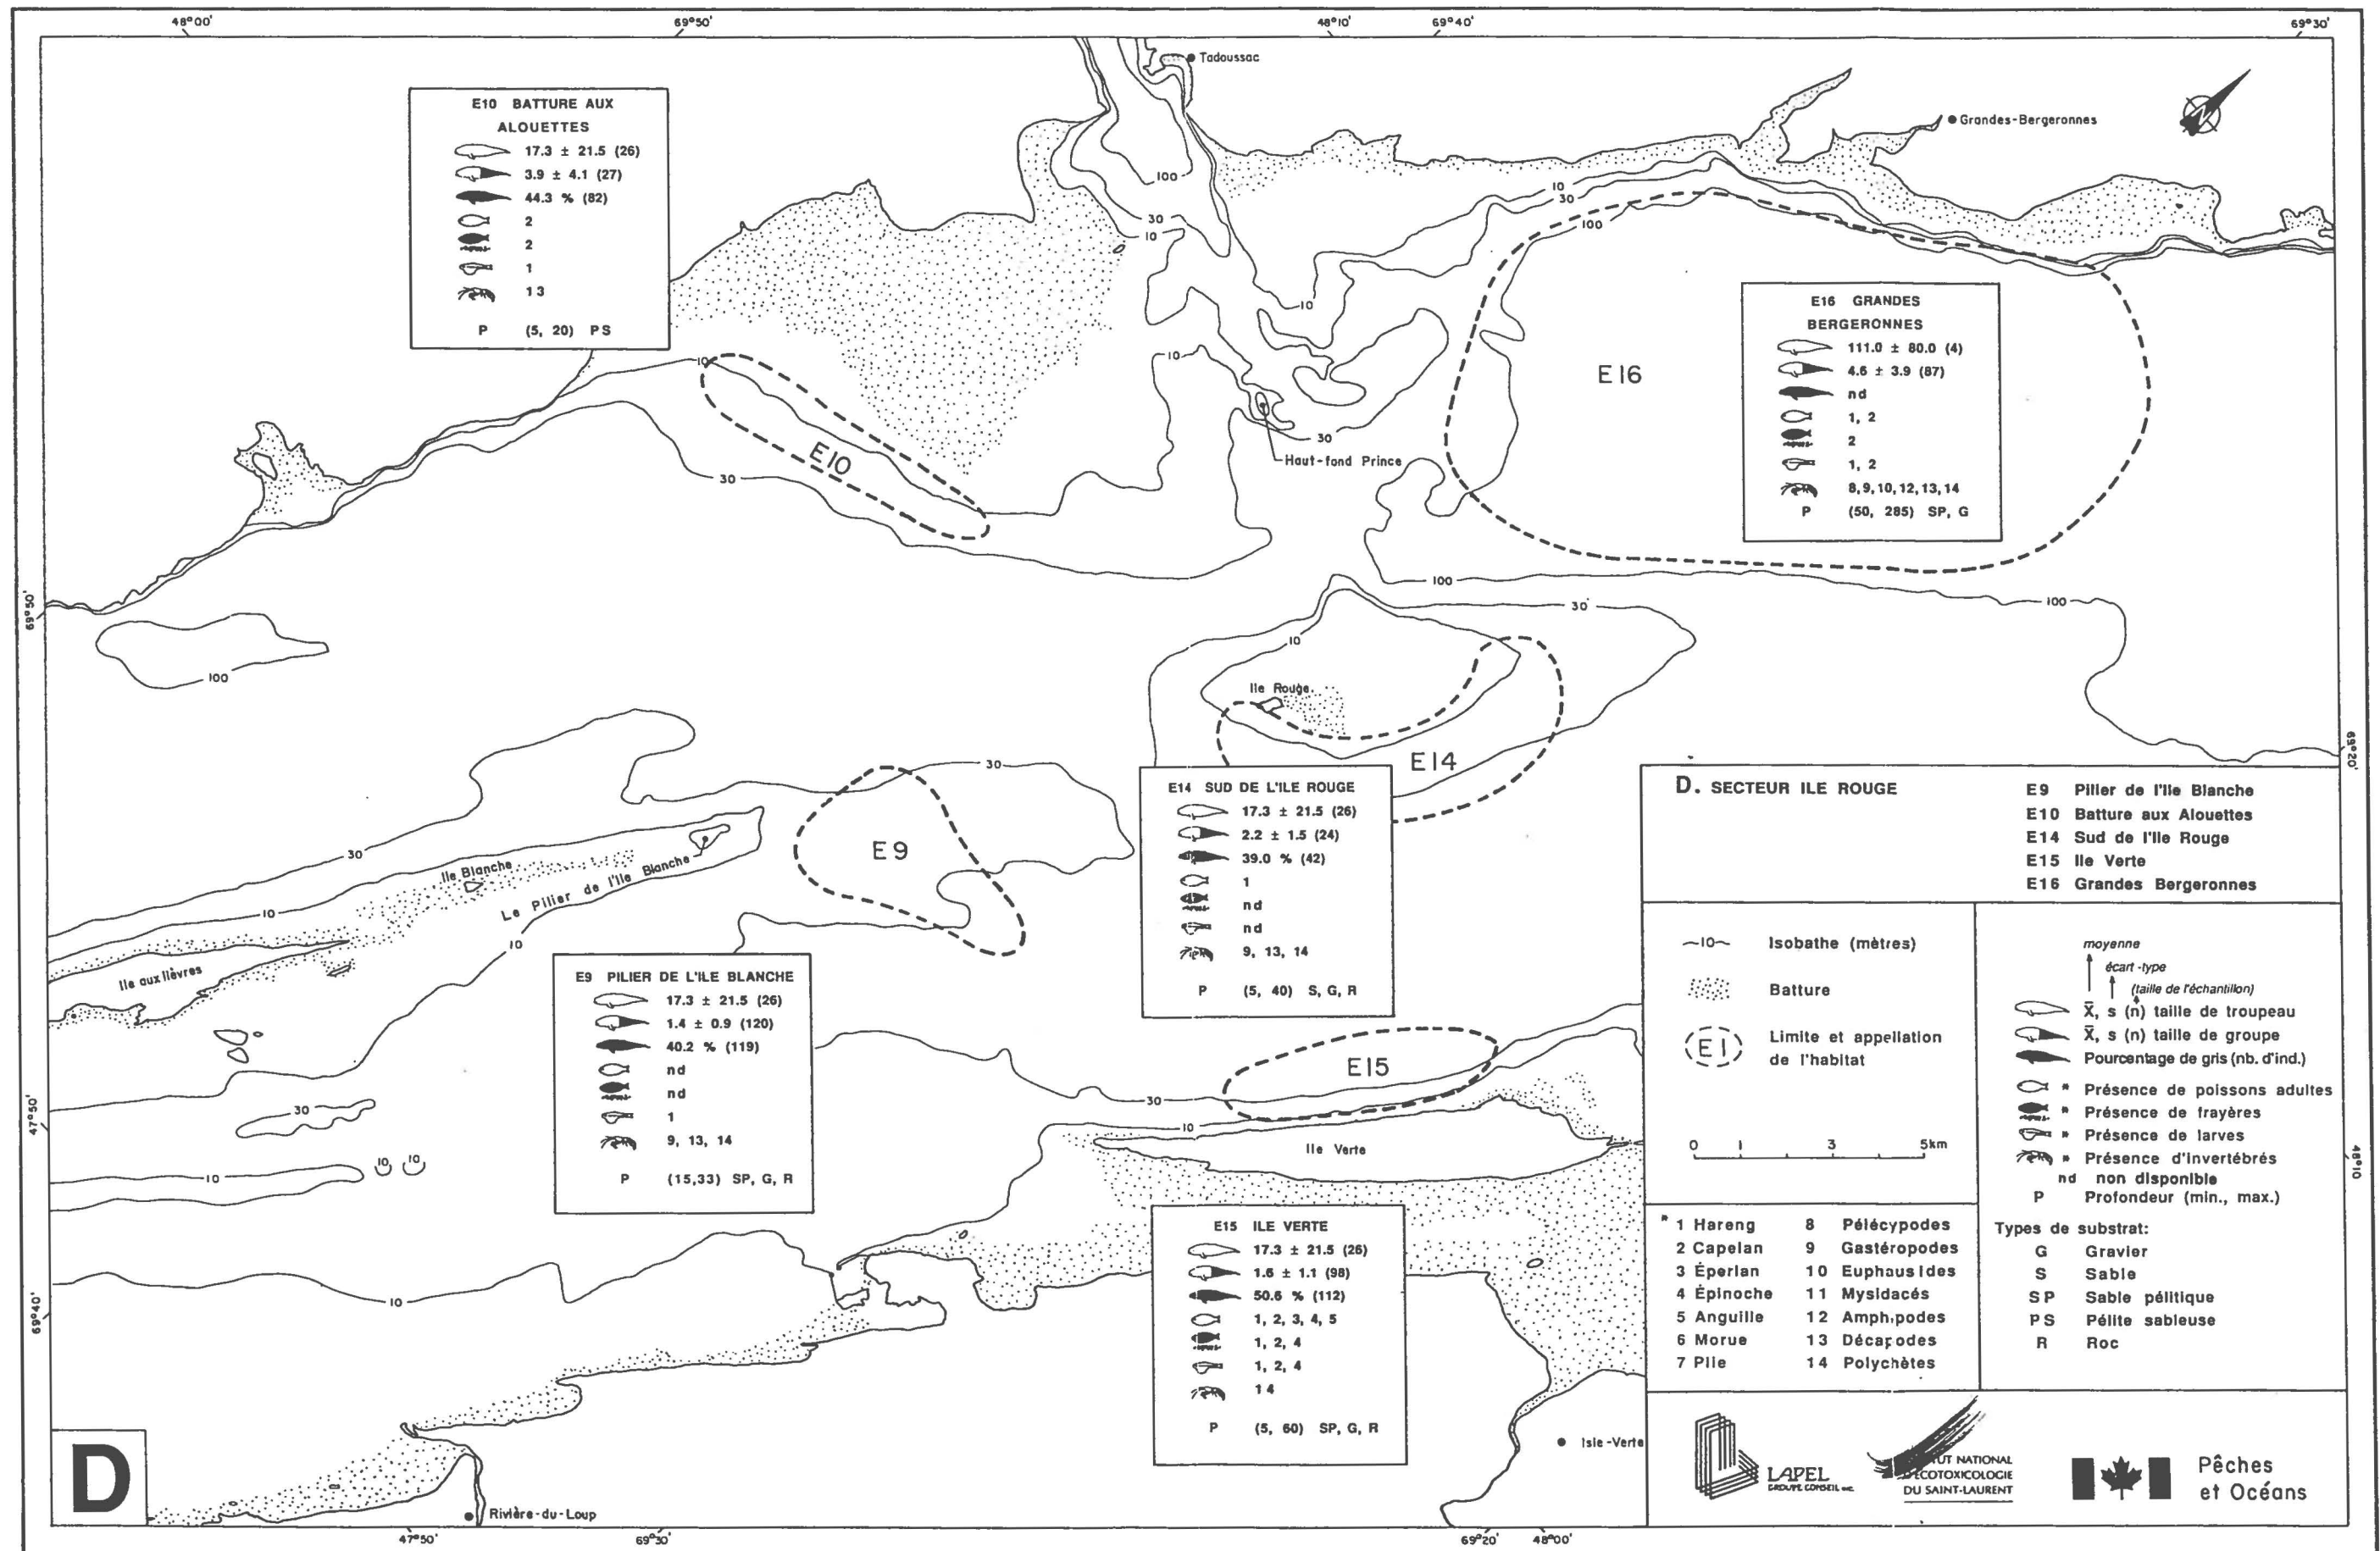 48°00'
69°50'
48°10'
69°40'
69°30'
Tadoussac
Grandes-Bergeronnes
E10 BATTURE AUX
ALOUETTES
17.3 ± 21.5 (26)
3.9 ± 4.1 (27)
44.3 % (82)
2
2
1
13
P (5, 20) PS
100
30
10
10
30
100
10
E16 GRANDES
BERGERONNES
111.0 ± 80.0 (4)
4.6 ± 3.9 (87)
nd
1, 2
2
1, 2
8, 9, 10, 12, 13, 14
P (50, 285) SP, G
E16
10
10
30
Haut-fond Prince
E10
30
100
30
100
69°50'
100
10
Ile Rouge
E14
69°20'
30
E9
30
Ile Blanche
Le Pilier de l'Ile Blanche
10
10
Ile aux lièvres
E14 SUD DE L'ILE ROUGE
17.3 ± 21.5 (26)
2.2 ± 1.5 (24)
39.0 % (42)
1
nd
nd
9, 13, 14
P (5, 40) S, G, R
E9 PILIER DE L'ILE BLANCHE
17.3 ± 21.5 (26)
1.4 ± 0.9 (120)
40.2 % (119)
nd
nd
1
9, 13, 14
P (15,33) SP, G, R
E15
30
10
Ile Verte
47°50'
30
10
10
10
69°40'
10
E15 ILE VERTE
17.3 ± 21.5 (26)
1.6 ± 1.1 (98)
50.6 % (112)
1, 2, 3, 4, 5
1, 2, 4
1, 2, 4
14
P (5, 60) SP, G, R
Isle-Verte
D
Rivière-du-Loup
47°50'
69°30'
69°20'
48°00'
48°10
D. SECTEUR ILE ROUGE
E9 Pilier de l'Ile Blanche
E10 Batture aux Alouettes
E14 Sud de l'Ile Rouge
E15 Ile Verte
E16 Grandes Bergeronnes
10 Isobathe (mètres)
Batture
E1 Limite et appellation
de l'habitat
0 1 3 5km
moyenne
écart-type
(taille de l'échantillon)
X̄, s (n) taille de troupeau
X̄, s (n) taille de groupe
Pourcentage de gris (nb. d'ind.)
* Présence de poissons adultes
* Présence de frayères
* Présence de larves
* Présence d'invertébrés
nd non disponible
P Profondeur (min., max.)
Types de substrat:
G Gravier
S Sable
SP Sable pélitique
PS Pélite sableuse
R Roc
* 1 Hareng 8 Pélécypodes
2 Capelan 9 Gastéropodes
3 Éperlan 10 Euphausides
4 Épinoche 11 Mysidacés
5 Anguille 12 Amphipodes
6 Morue 13 Décapodes
7 Plie 14 Polychètes
LAPEL
GROUPE CONSEIL inc.
UT NATIONAL
D'ÉCOTOXICOLOGIE
DU SAINT-LAURENT
Pêches
et Océans